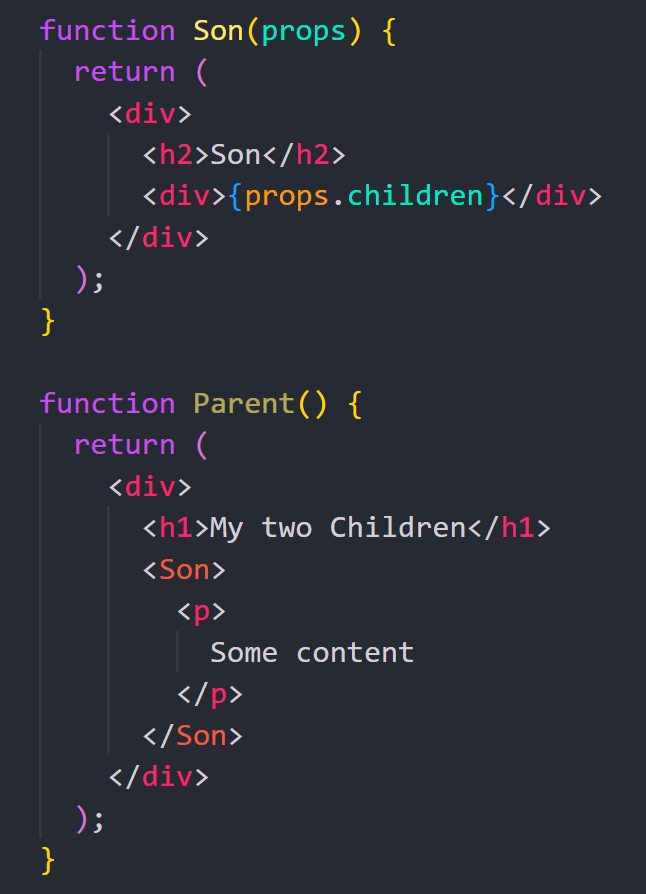 function Son(props) {
  return (
    <div>
      <h2>Son</h2>
      <div>{props.children}</div>
    </div>
  );
}

function Parent() {
  return (
    <div>
      <h1>My two Children</h1>
      <Son>
        <p>
          Some content
        </p>
      </Son>
    </div>
  );
}